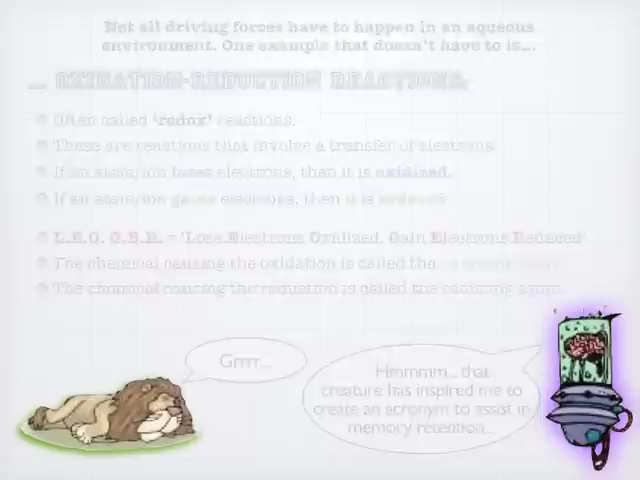 Not all driving forces have to happen in an aqueous
environment. One example that doesn't have to is...
... OXIDATION-REDUCTION REACTIONS.
Often called 'redox' reactions.
These are reactions that involve a transfer of electrons.
If an atom/ion loses electrons, then it is oxidized.
If an atom/ion gains electrons, then it is reduced.
L.E.O. G.E.R. = 'Lose Electrons Oxidized, Gain Electrons Reduced'
The chemical causing the oxidation is called the
The chemical causing the reduction is called the reducing agent.
Grrr...
Hmmmm... that
creature has inspired me to
create an acronym to assist in
memory retention...